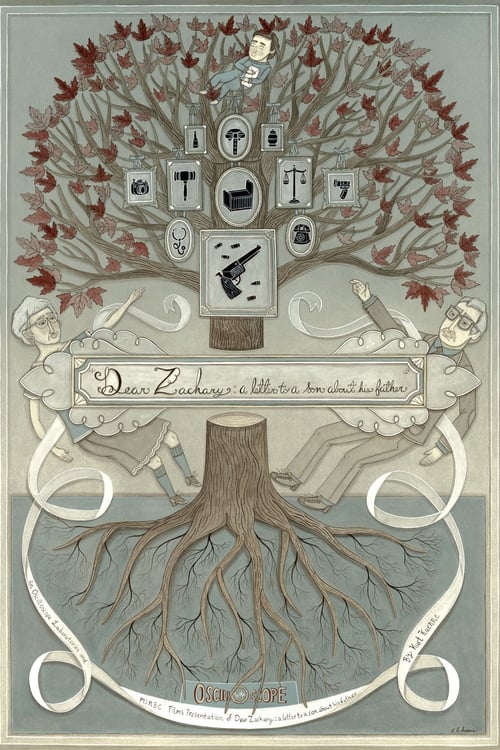 Dear Zachary: a letter to a son about his father
An Oscilloscope Laboratories and
MSNBC Films Presentation of Dear Zachary: a letter to a son about his father
By: Kurt Kuenne
OSCILLOSCOPE